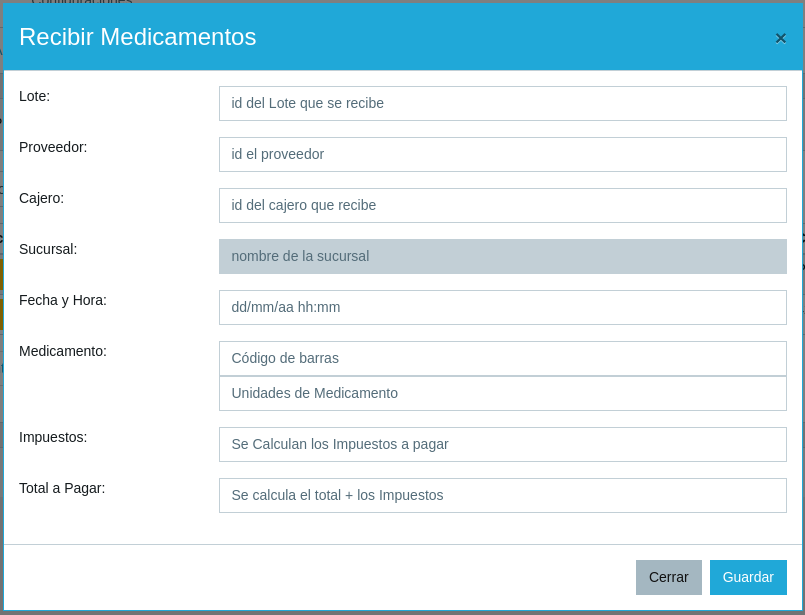 Recibir Medicamentos
×
Lote:
id del Lote que se recibe
Proveedor:
id el proveedor
Cajero:
id del cajero que recibe
Sucursal:
nombre de la sucursal
Fecha y Hora:
dd/mm/aa hh:mm
Medicamento:
Código de barras
Unidades de Medicamento
Impuestos:
Se Calculan los Impuestos a pagar
Total a Pagar:
Se calcula el total + los Impuestos
Cerrar
Guardar